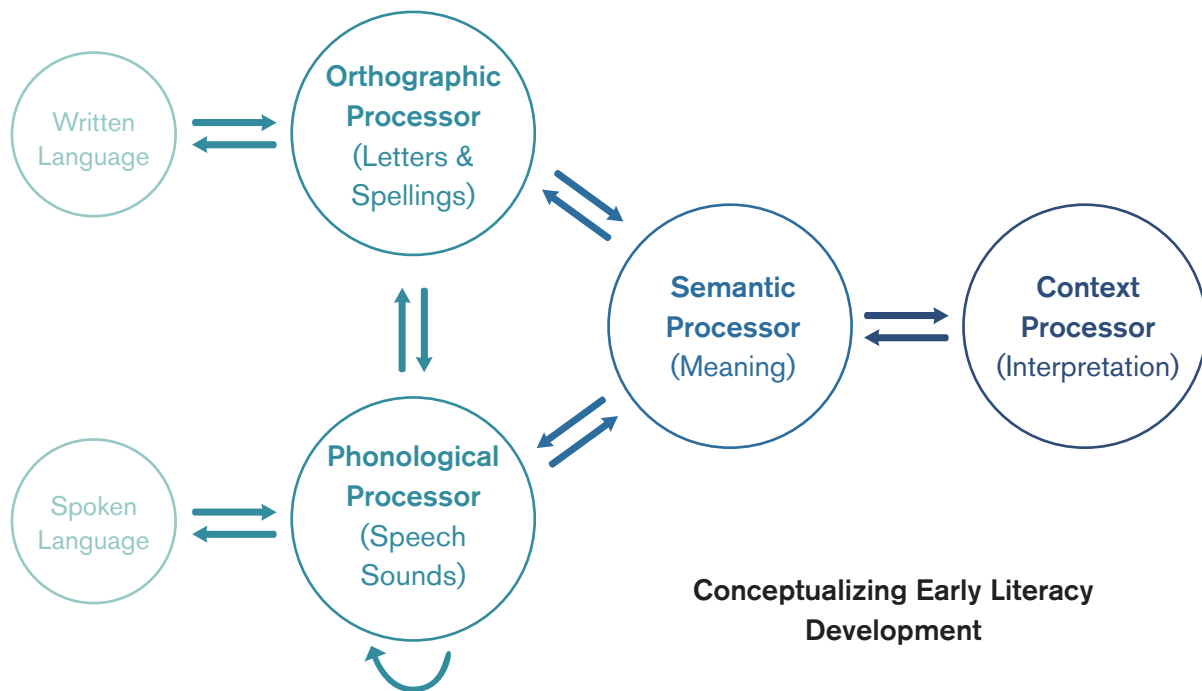 Written
Language
Orthographic
Processor
(Letters &
Spellings)
Semantic
Processor
(Meaning)
Context
Processor
(Interpretation)
Phonological
Processor
(Speech
Sounds)
Spoken
Language
Conceptualizing Early Literacy
Development